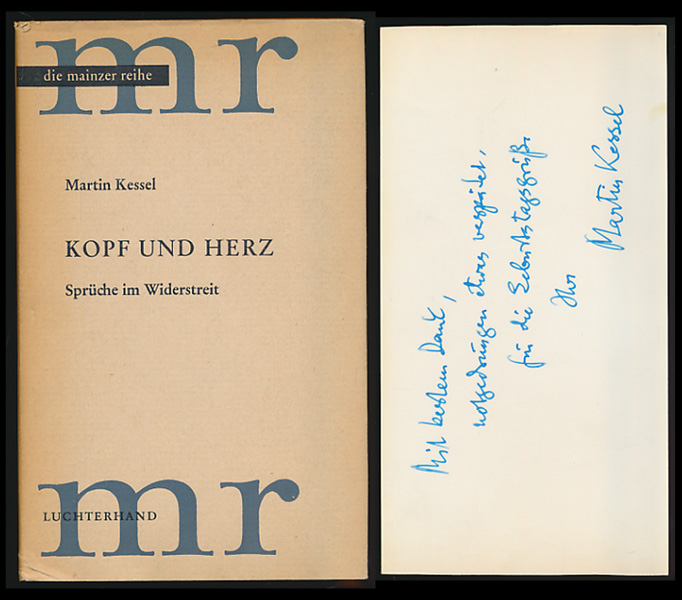 mr
die mainzer reihe
Martin Kessel
KOPF UND HERZ
Sprüche im Widerstreit
mr
LUCHTERHAND
Mit bestem Dank,
notgedrungen etwas verspätet,
für die Geburtstagsgrüße.
Ihr
Martin Kessel